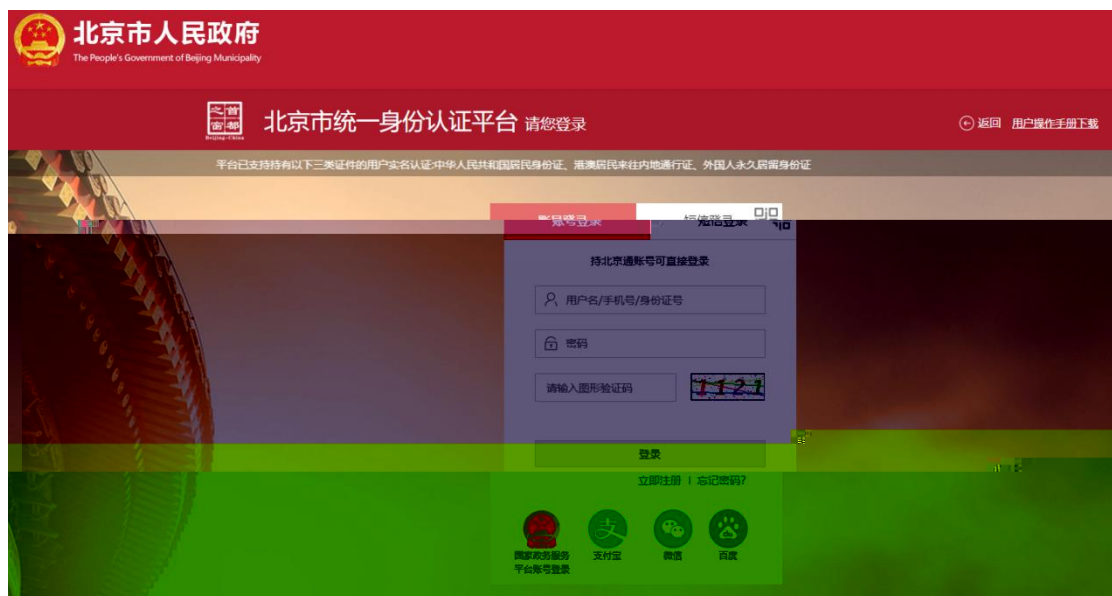 北京市人民政府
The People's Government of Beijing Municipality
首都之窗
Beijing-China
北京市统一身份认证平台 请您登录
返回 用户操作手册下载
平台已支持持有以下三类证件的用户实名认证:中华人民共和国居民身份证、港澳居民来往内地通行证、外国人永久居留身份证
账号登录 短信登录
持北京通账号可直接登录
用户名/手机号/身份证号
密码
请输入图形验证码 1121
登录
立即注册 | 忘记密码?
国家政务服务
平台账号登录
支付宝
微信
百度